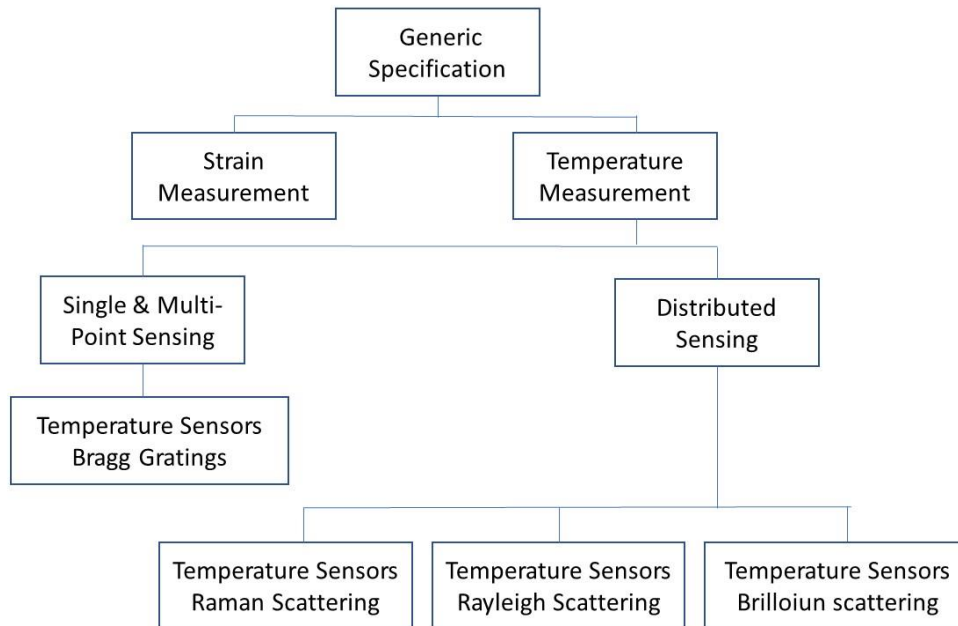 Generic
Specification
Strain
Measurement
Temperature
Measurement
Single & Multi-
Point Sensing
Distributed
Sensing
Temperature Sensors
Bragg Gratings
Temperature Sensors
Raman Scattering
Temperature Sensors
Rayleigh Scattering
Temperature Sensors
Brilloiun scattering